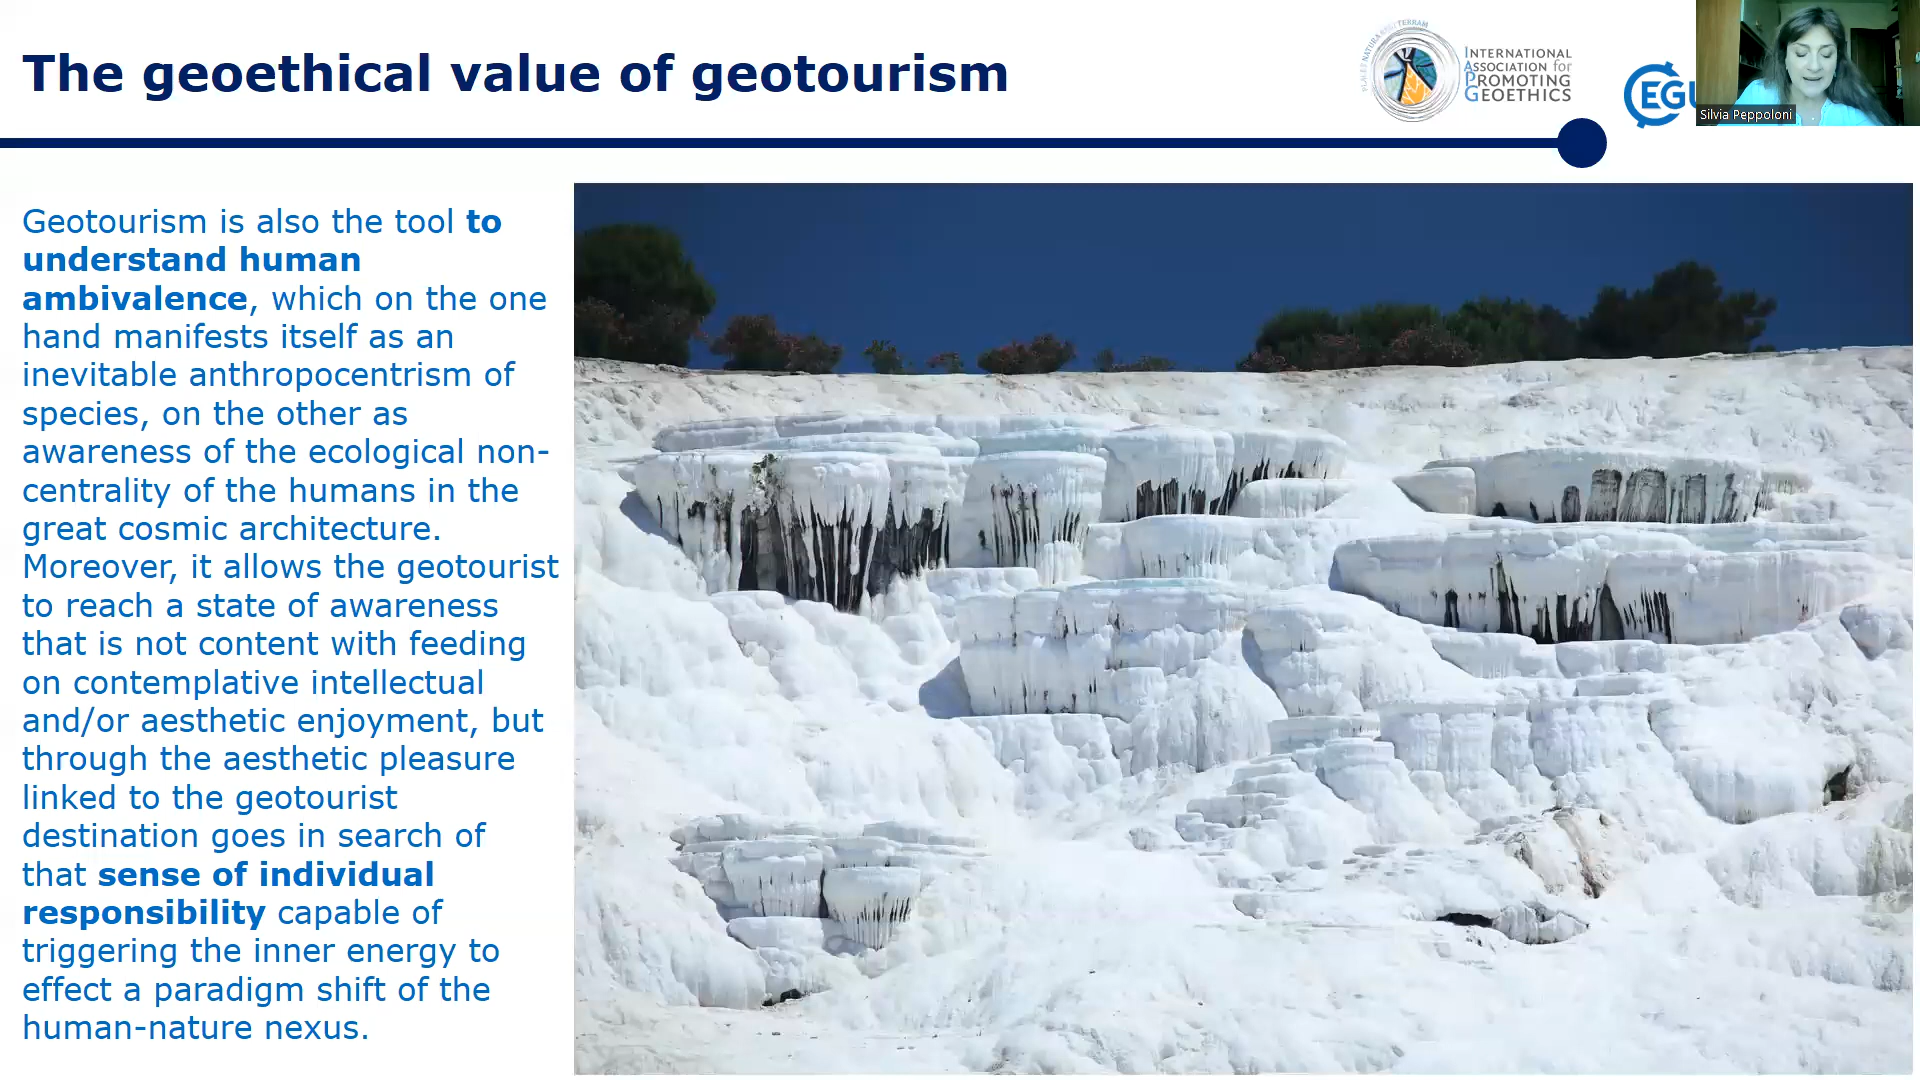 The geoethical value of geotourism
INTERNATIONAL
ASSOCIATION for
PROMOTING
GEOETHICS
EGU
Silvia Peppoloni
Geotourism is also the tool to
understand human
ambivalence, which on the one
hand manifests itself as an
inevitable anthropocentrism of
species, on the other as
awareness of the ecological non-
centrality of the humans in the
great cosmic architecture.
Moreover, it allows the geotourist
to reach a state of awareness
that is not content with feeding
on contemplative intellectual
and/or aesthetic enjoyment, but
through the aesthetic pleasure
linked to the geotourist
destination goes in search of
that sense of individual
responsibility capable of
triggering the inner energy to
effect a paradigm shift of the
human-nature nexus.